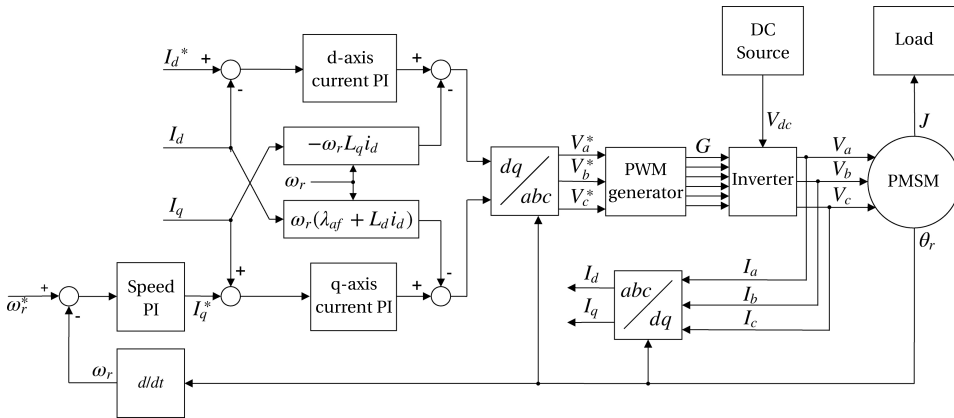 DC
Source
Load
I_d*
+
-
d-axis
current PI
+
-
V_dc
J
I_d
-ω_r L_q i_d
ω_r
dq
abc
V_a*
V_b*
V_c*
PWM
generator
G
Inverter
V_a
V_b
V_c
PMSM
I_q
ω_r(λ_af + L_d i_d)
θ_r
+
q-axis
current PI
+
-
I_d
I_q
abc
dq
I_a
I_b
I_c
ω_r*
+
-
Speed
PI
I_q*
ω_r
d/dt